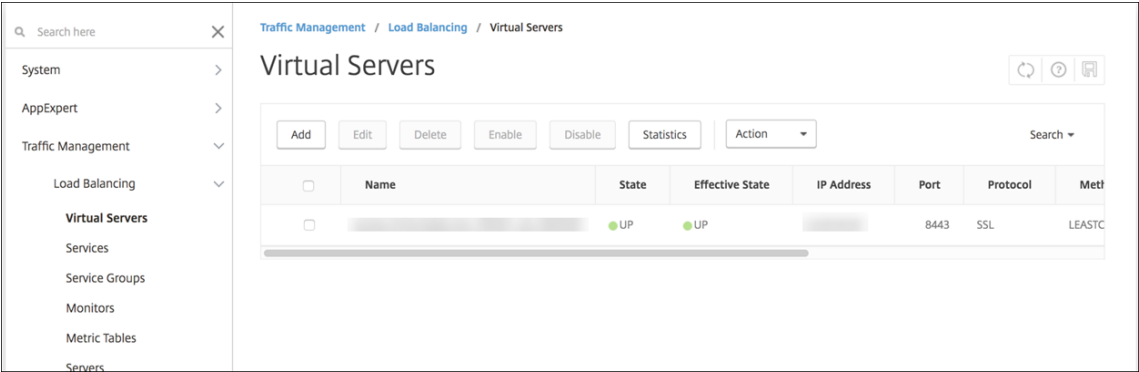 Search here
System
AppExpert
Traffic Management
Load Balancing
Virtual Servers
Services
Service Groups
Monitors
Metric Tables
Servers
Traffic Management / Load Balancing / Virtual Servers
Virtual Servers
Add Edit Delete Enable Disable Statistics Action Search
Name State Effective State IP Address Port Protocol Meth
UP UP 8443 SSL LEASTC